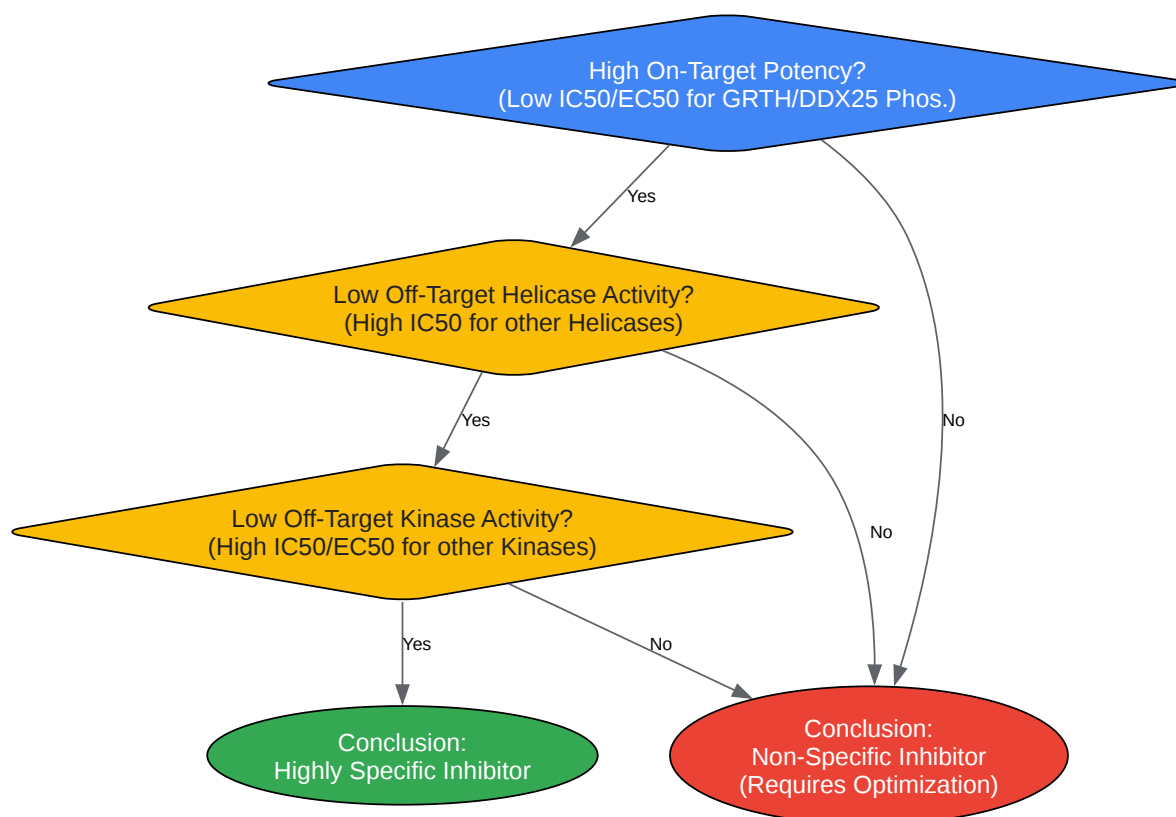 High On-Target Potency?
(Low IC50/EC50 for GRTH/DDX25 Phos.)
Yes
Low Off-Target Helicase Activity?
(High IC50 for other Helicases)
Yes
No
Low Off-Target Kinase Activity?
(High IC50/EC50 for other Kinases)
No
Yes
No
Conclusion:
Highly Specific Inhibitor
Conclusion:
Non-Specific Inhibitor
(Requires Optimization)